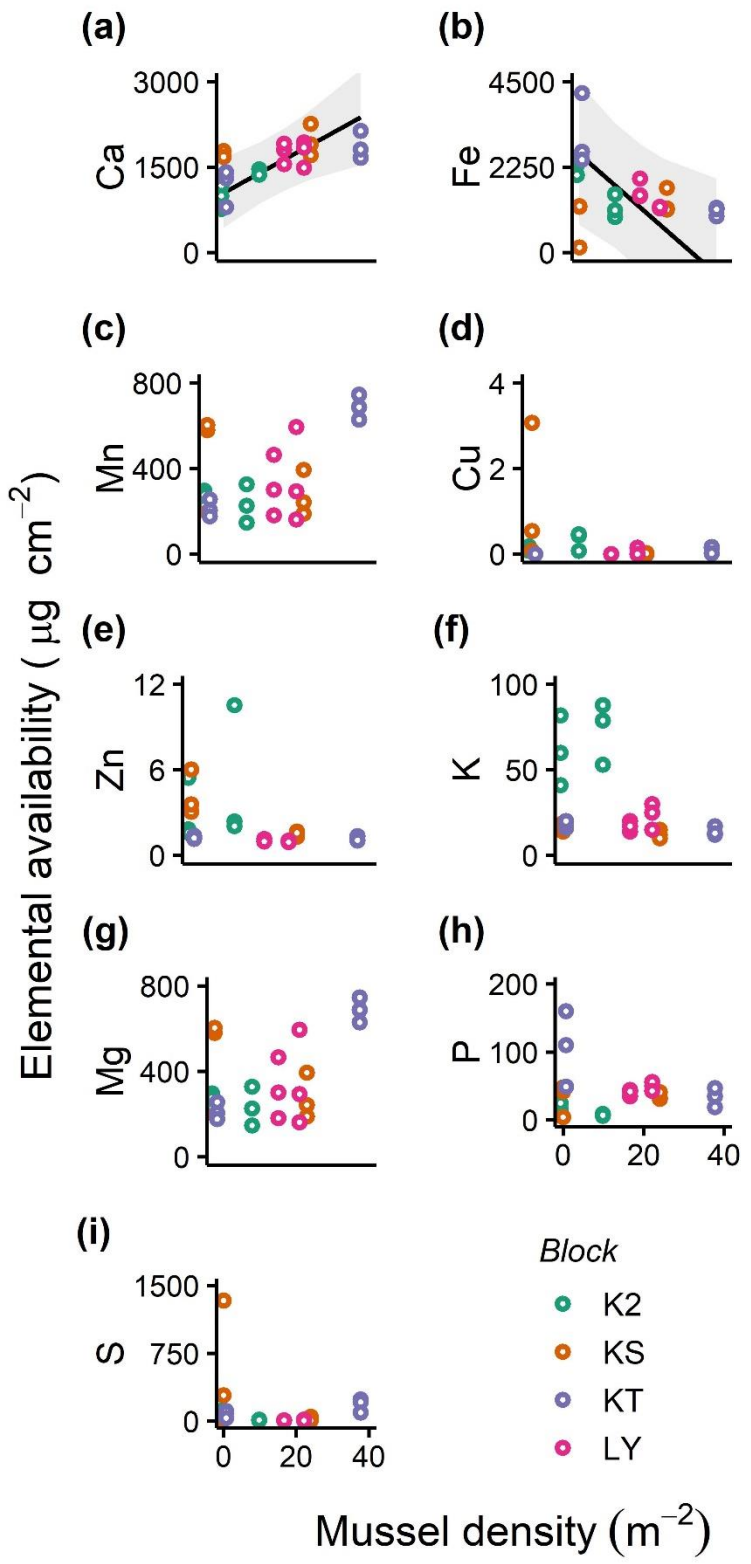 (a) (b)
3000 4500
Ca 1500 Fe 2250
0 0
(c) (d)
800 4
Mn 400 Cu 2
0 0
Elemental availability ( μg cm⁻²)
(e) (f)
12 100
Zn 6 K 50
0 0
(g) (h)
800 200
Mg 400 P 100
0 0
0 20 40
(i)
1500
S 750
0
0 20 40
Block
K2
KS
KT
LY
Mussel density (m⁻²)